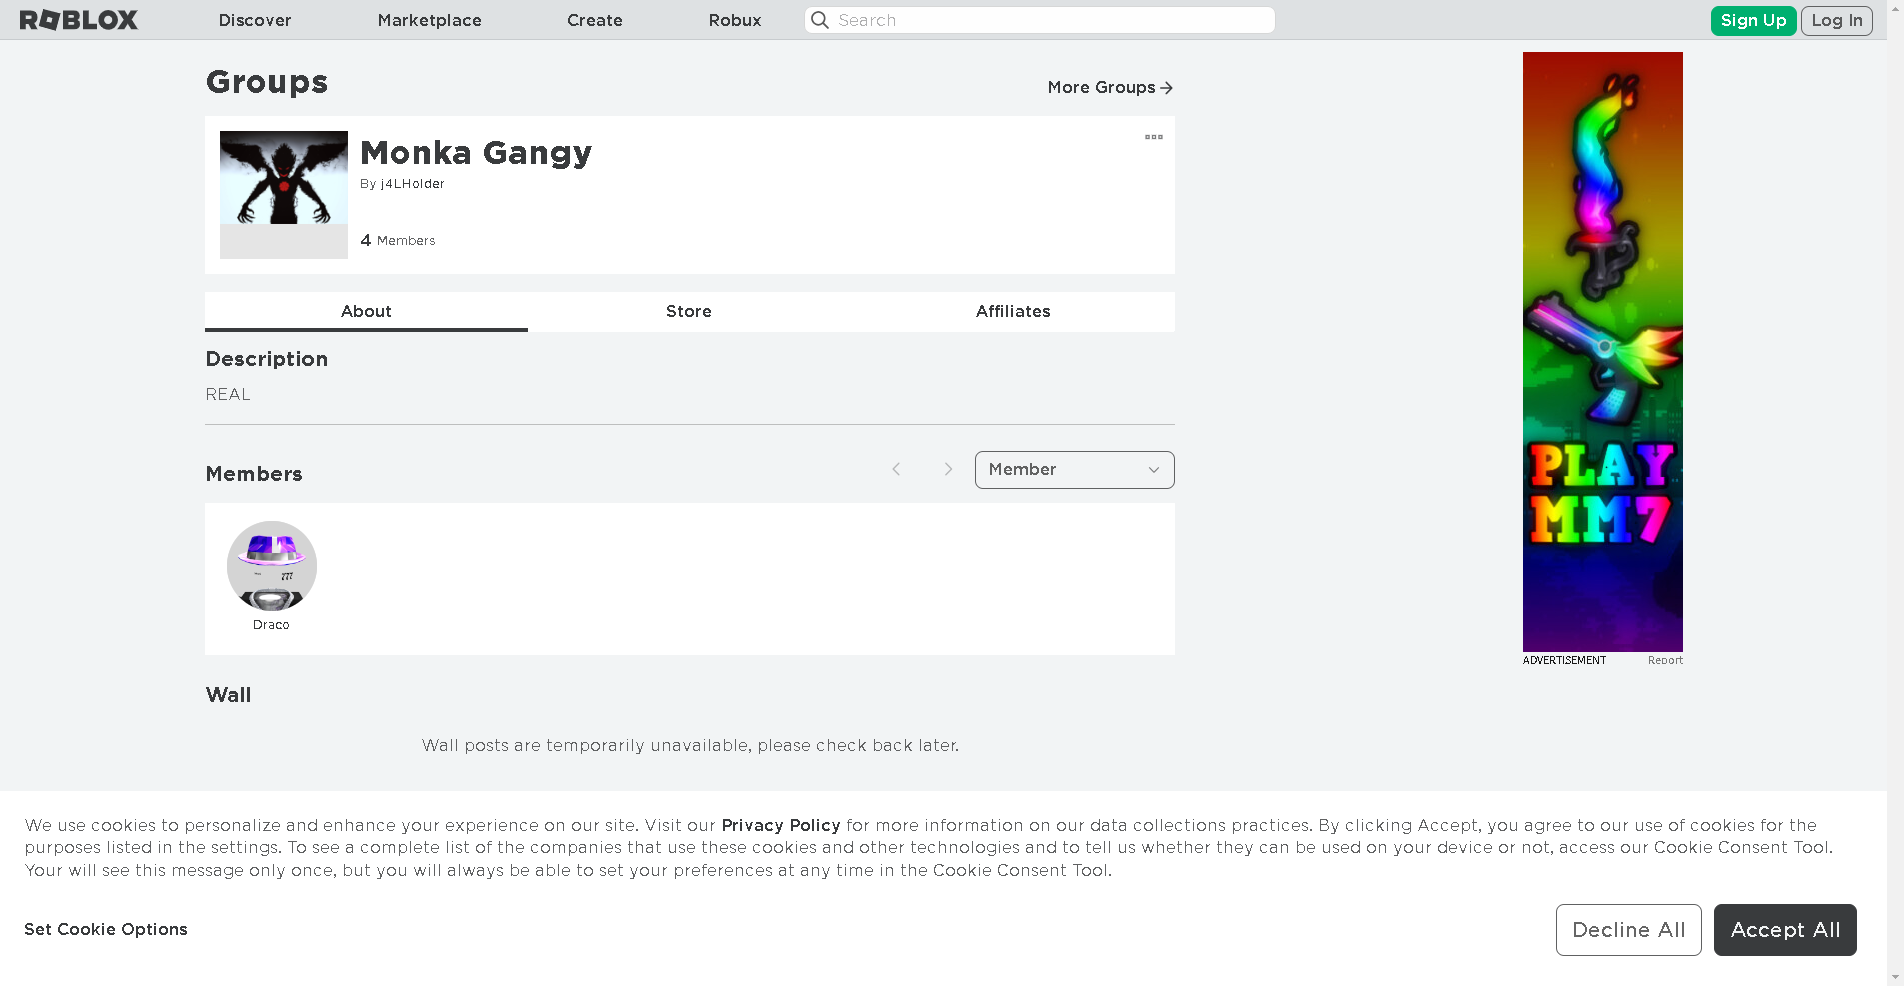 ROBLOX Discover Marketplace Create Robux Search Sign Up Log In
Groups
More Groups
Monka Gangy
By j4LHolder
4 Members
About Store Affiliates
Description
REAL
Members
Member
777
Draco
Wall
Wall posts are temporarily unavailable, please check back later.
PLAY
MM7
ADVERTISEMENT Report
We use cookies to personalize and enhance your experience on our site. Visit our Privacy Policy for more information on our data collections practices. By clicking Accept, you agree to our use of cookies for the
purposes listed in the settings. To see a complete list of the companies that use these cookies and other technologies and to tell us whether they can be used on your device or not, access our Cookie Consent Tool.
Your will see this message only once, but you will always be able to set your preferences at any time in the Cookie Consent Tool.
Set Cookie Options
Decline All Accept All